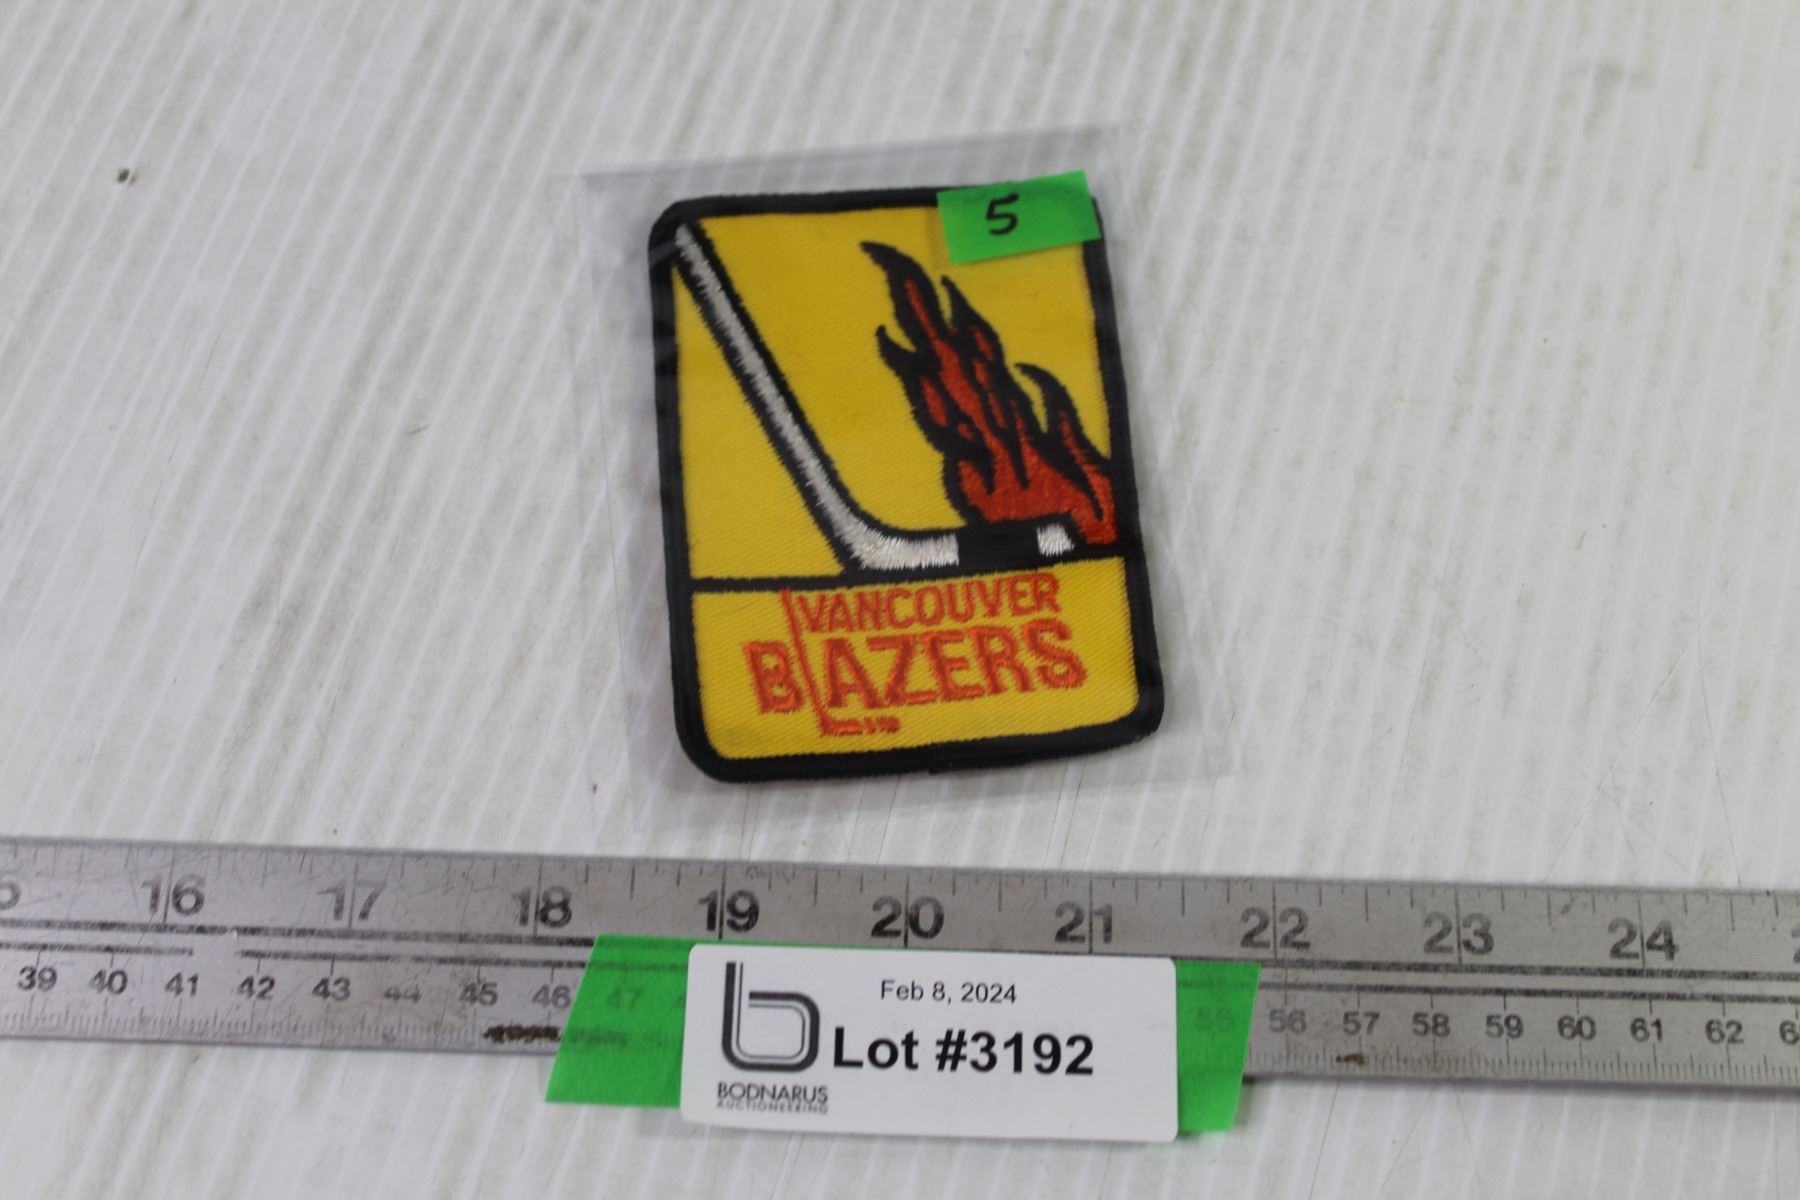 5
VANCOUVER
BLAZERS
16 17 18 19 20 21 22 23 24
39 40 41 42 43 44 45 46 47 55 56 57 58 59 60 61 62
Feb 8, 2024
Lot #3192
BODNARUS
AUCTIONEERING